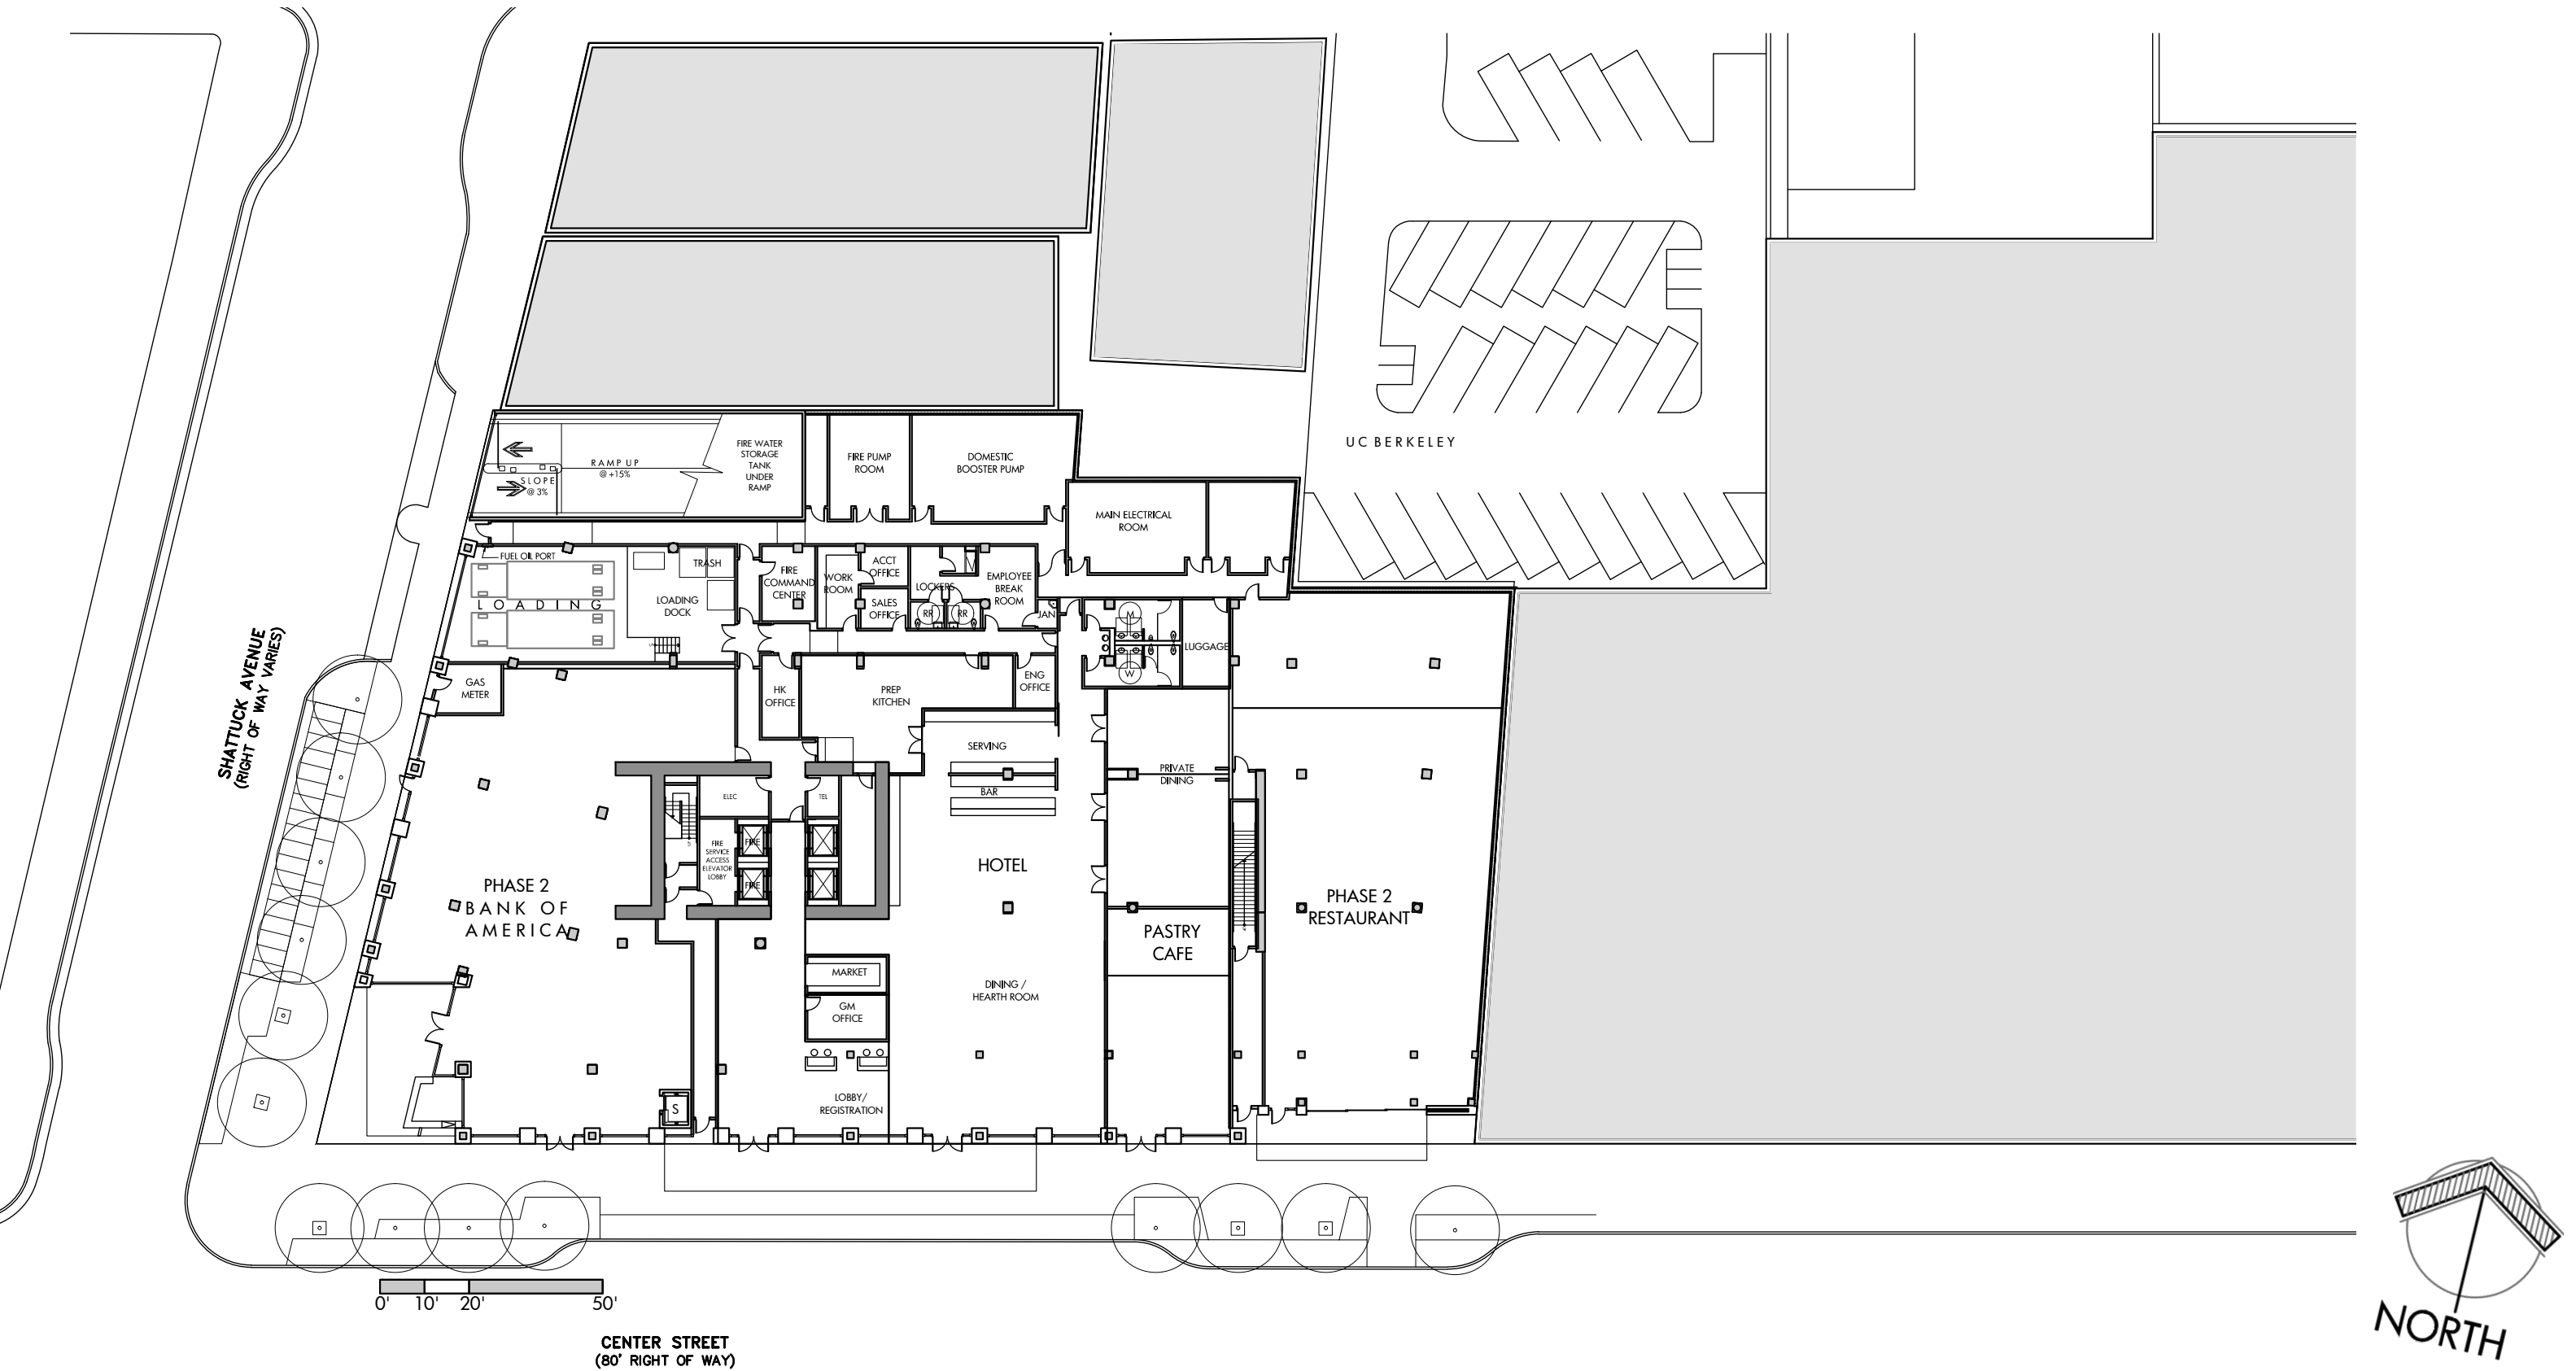 UC BERKELEY
RAMP UP
@ +15%
SLOPE
@ 3%
FIRE WATER
STORAGE
TANK
UNDER
RAMP
FIRE PUMP
ROOM
DOMESTIC
BOOSTER PUMP
MAIN ELECTRICAL
ROOM
FUEL OIL PORT
TRASH
LOADING
LOADING
DOCK
FIRE
COMMAND
CENTER
WORK
ROOM
ACCT
OFFICE
SALES
OFFICE
LOCKERS
RR
RR
EMPLOYEE
BREAK
ROOM
JAN
M
W
LUGGAGE
GAS
METER
HK
OFFICE
PREP
KITCHEN
ENG
OFFICE
SERVING
BAR
PRIVATE
DINING
ELEC
TEL
FIRE
SERVICE
ACCESS
ELEVATOR
LOBBY
FIRE
FIRE
HOTEL
PHASE 2
BANK OF
AMERICA
PHASE 2
RESTAURANT
PASTRY
CAFE
MARKET
GM
OFFICE
DINING /
HEARTH ROOM
LOBBY/
REGISTRATION
S
SHATTUCK AVENUE
(RIGHT OF WAY VARIES)
0' 10' 20' 50'
CENTER STREET
(80' RIGHT OF WAY)
NORTH